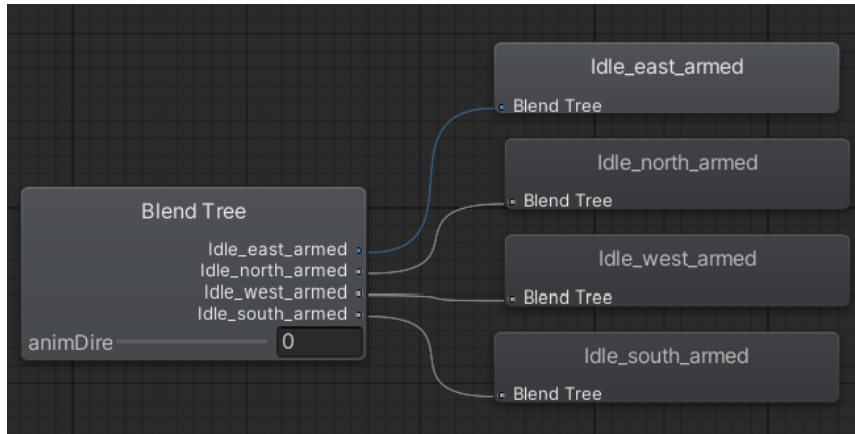 Blend Tree
Idle_east_armed
Idle_north_armed
Idle_west_armed
Idle_south_armed
animDire 0
Idle_east_armed
Blend Tree
Idle_north_armed
Blend Tree
Idle_west_armed
Blend Tree
Idle_south_armed
Blend Tree